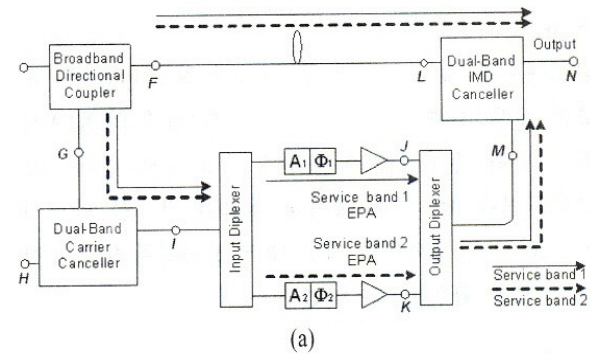 Broadband
Directional
Coupler
F
L
Dual-Band
IMD
Canceller
Output
N
G
Dual-Band
Carrier
Canceller
H
I
Input Diplexer
A1 Φ1
J
Service band 1
EPA
Service band 2
EPA
A2 Φ2
K
Output Diplexer
M
Service band 1
Service band 2
(a)